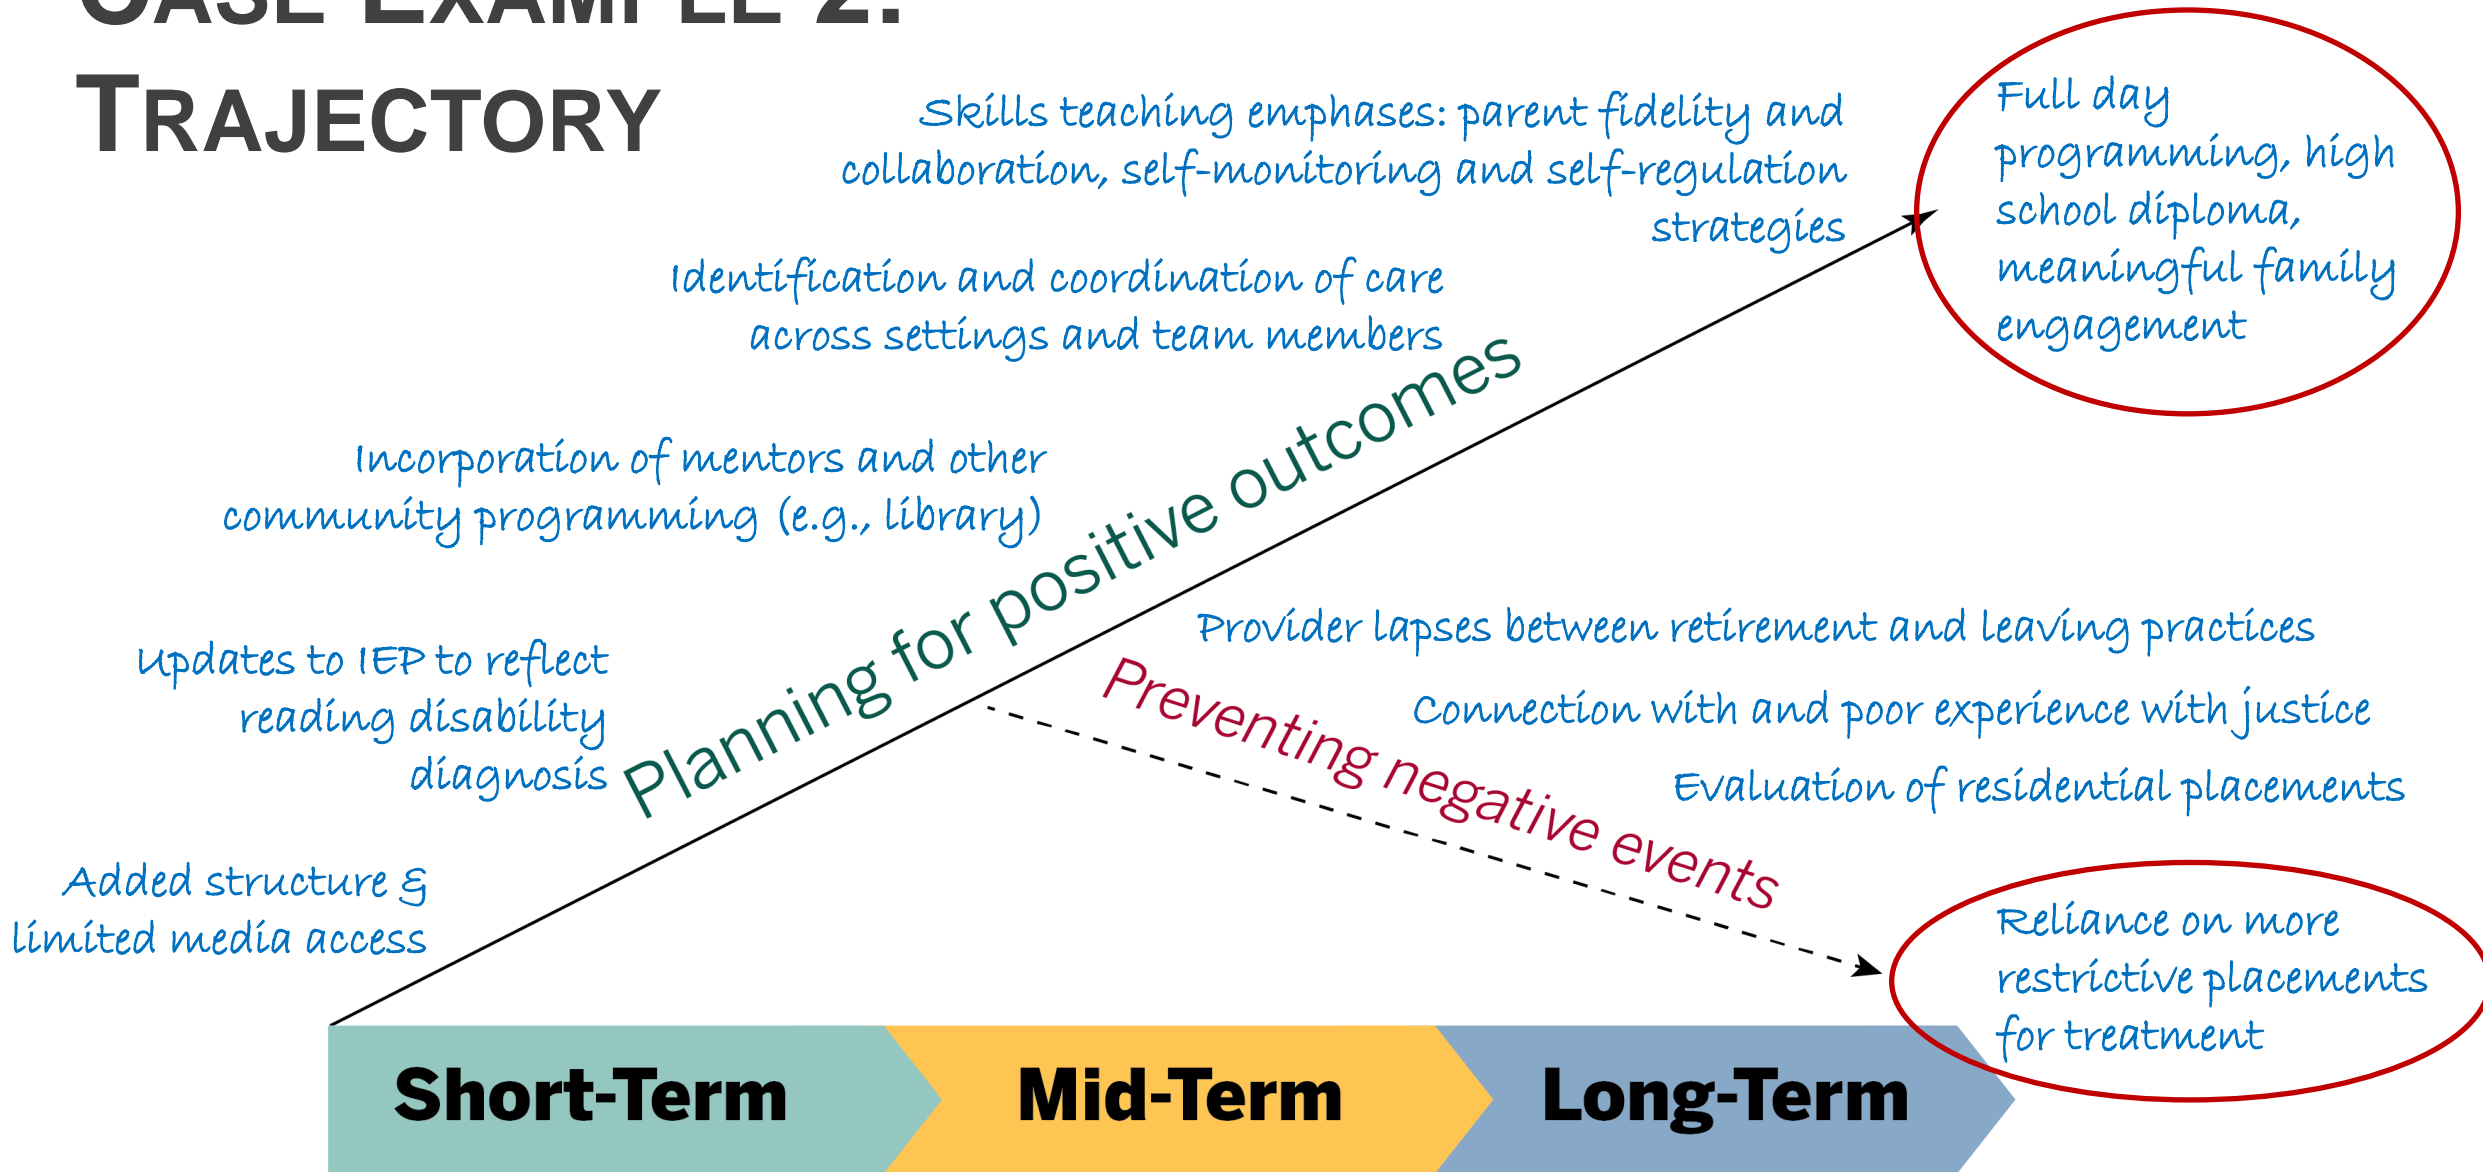 CASE EXAMPLE 2:
TRAJECTORY
Skills teaching emphases: parent fidelity and
collaboration, self-monitoring and self-regulation
strategies
Full day
programming, high
school diploma,
meaningful family
engagement
Identification and coordination of care
across settings and team members
Incorporation of mentors and other
community programming (e.g., library)
Planning for positive outcomes
Updates to IEP to reflect
reading disability
diagnosis
Added structure &
limited media access
Provider lapses between retirement and leaving practices
Connection with and poor experience with justice
Evaluation of residential placements
Preventing negative events
Reliance on more
restrictive placements
for treatment
Short-Term
Mid-Term
Long-Term